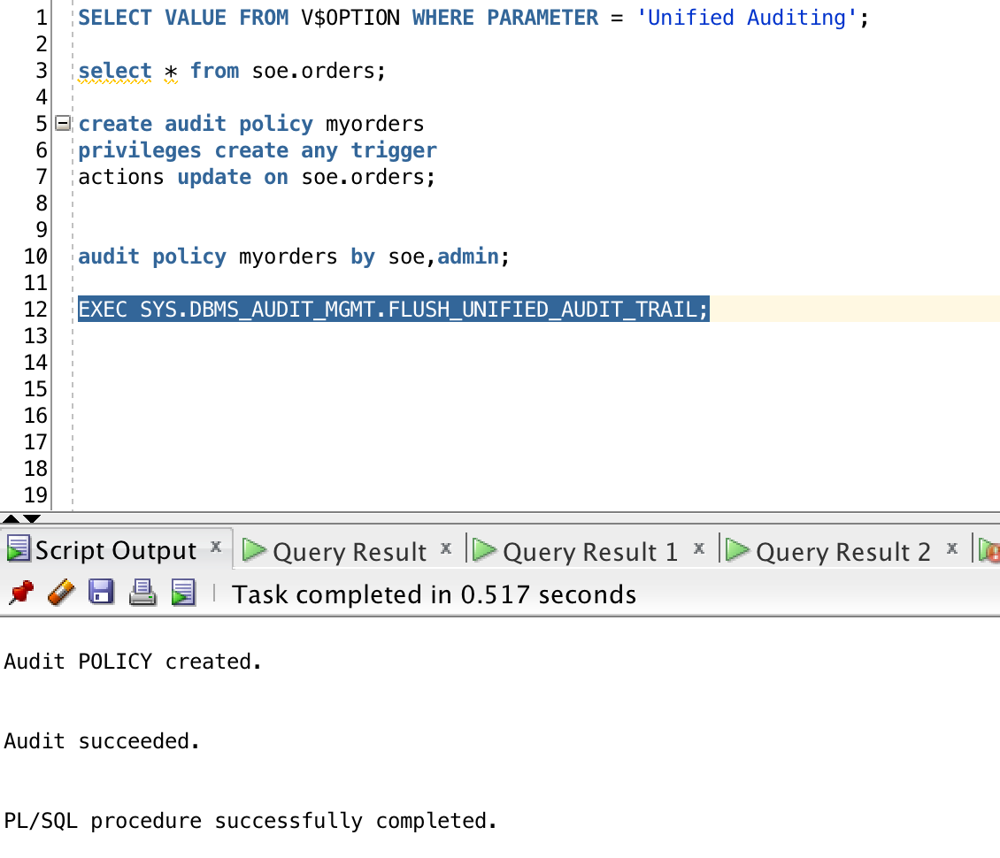 1 SELECT VALUE FROM V$OPTION WHERE PARAMETER = 'Unified Auditing';
2
3 select * from soe.orders;
4
5 create audit policy myorders
6 privileges create any trigger
7 actions update on soe.orders;
8
9
10 audit policy myorders by soe,admin;
11
12 EXEC SYS.DBMS_AUDIT_MGMT.FLUSH_UNIFIED_AUDIT_TRAIL;
13
14
15
16
17
18
19
Script Output x Query Result x Query Result 1 x Query Result 2 x
Task completed in 0.517 seconds
Audit POLICY created.
Audit succeeded.
PL/SQL procedure successfully completed.